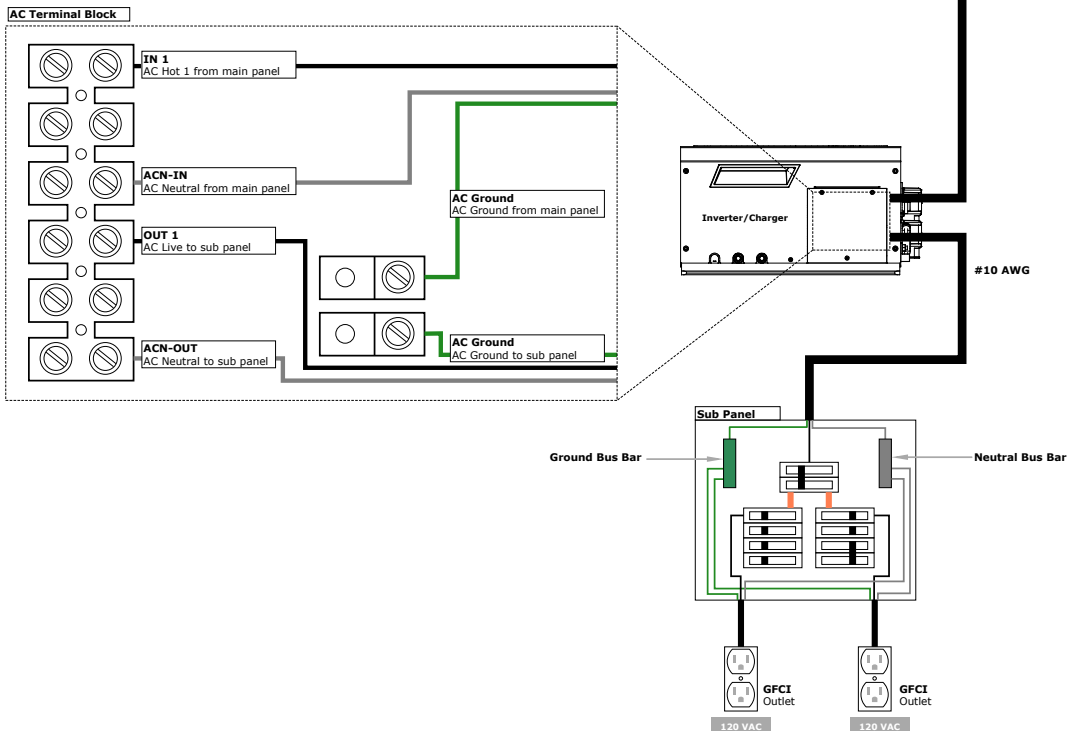 AC Terminal Block
IN 1
AC Hot 1 from main panel
ACN-IN
AC Neutral from main panel
AC Ground
AC Ground from main panel
OUT 1
AC Live to sub panel
AC Ground
AC Ground to sub panel
ACN-OUT
AC Neutral to sub panel
Inverter/Charger
#10 AWG
Sub Panel
Ground Bus Bar
Neutral Bus Bar
GFCI
Outlet
GFCI
Outlet
120 VAC
120 VAC